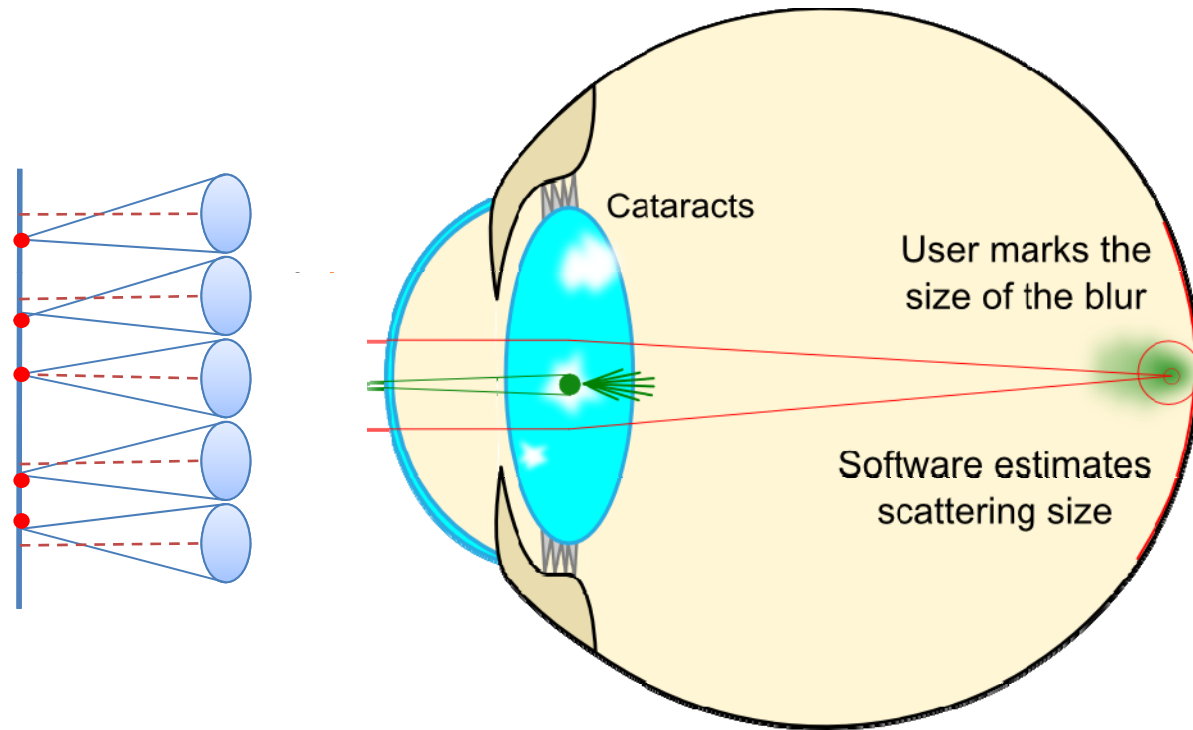 Cataracts
User marks the
size of the blur
Software estimates
scattering size